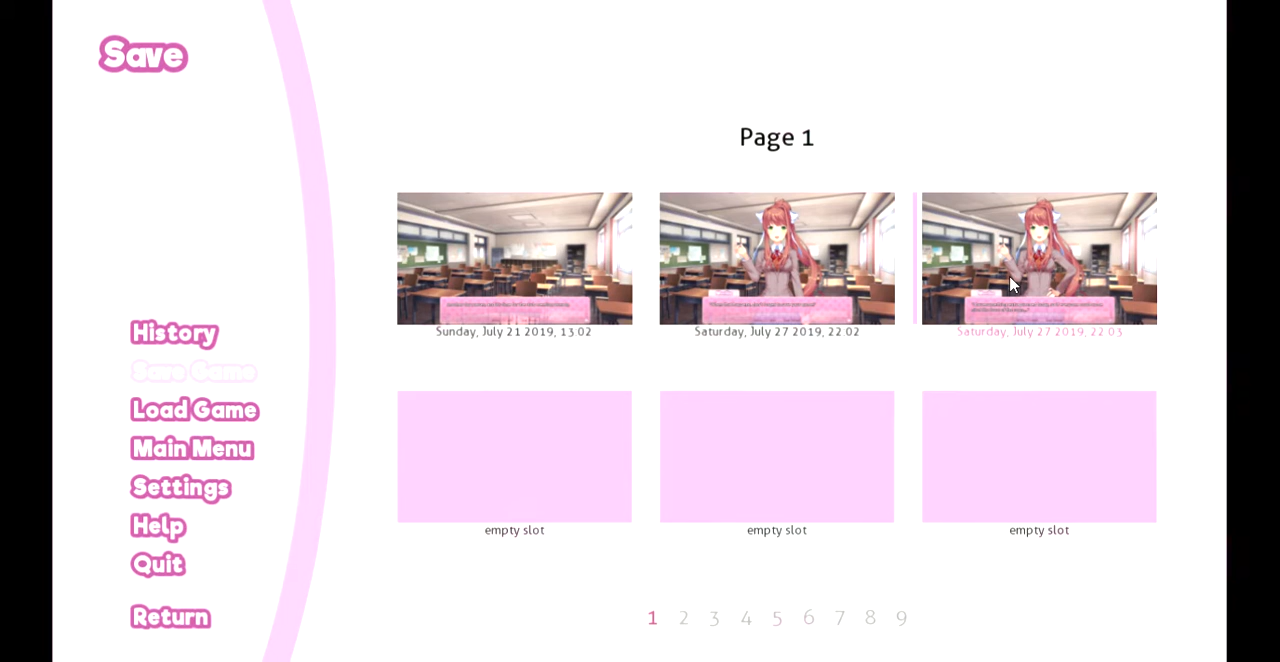 Save
Page 1
Sunday, July 21 2019, 13 02
Saturday, July 27 2019, 22 02
Saturday, July 27 2019, 22 03
History
Save Game
Load Game
Main Menu
Settings
Help
Quit
Return
empty slot
empty slot
empty slot
1 2 3 4 5 6 7 8 9